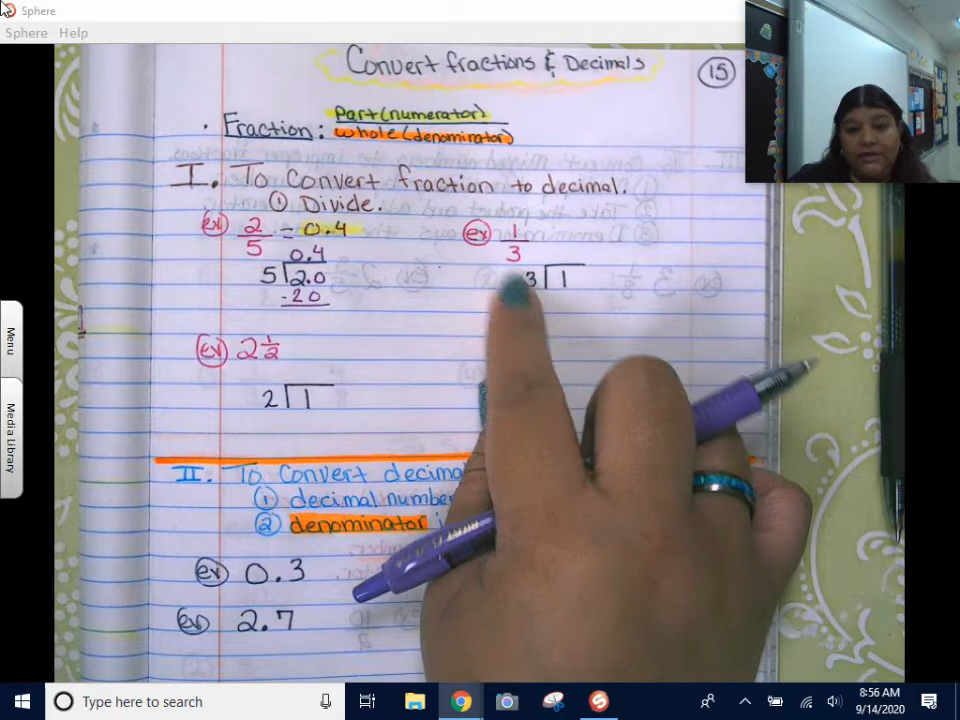 Sphere
Sphere Help
Convert fractions & Decimals
15
Fraction: part (numerator)
whole (denominator)
I. To Convert fraction to decimal.
① Divide.
ex 2/5 = 0.4
0.4
5 2.0
-20
ex 1/3
3 1
ex 2 1/2
2 1
II. To Convert decimal
① decimal number
② denominator
ex 0.3
ex 2.7
Menu
Media Library
Type here to search
8:56 AM
9/14/2020